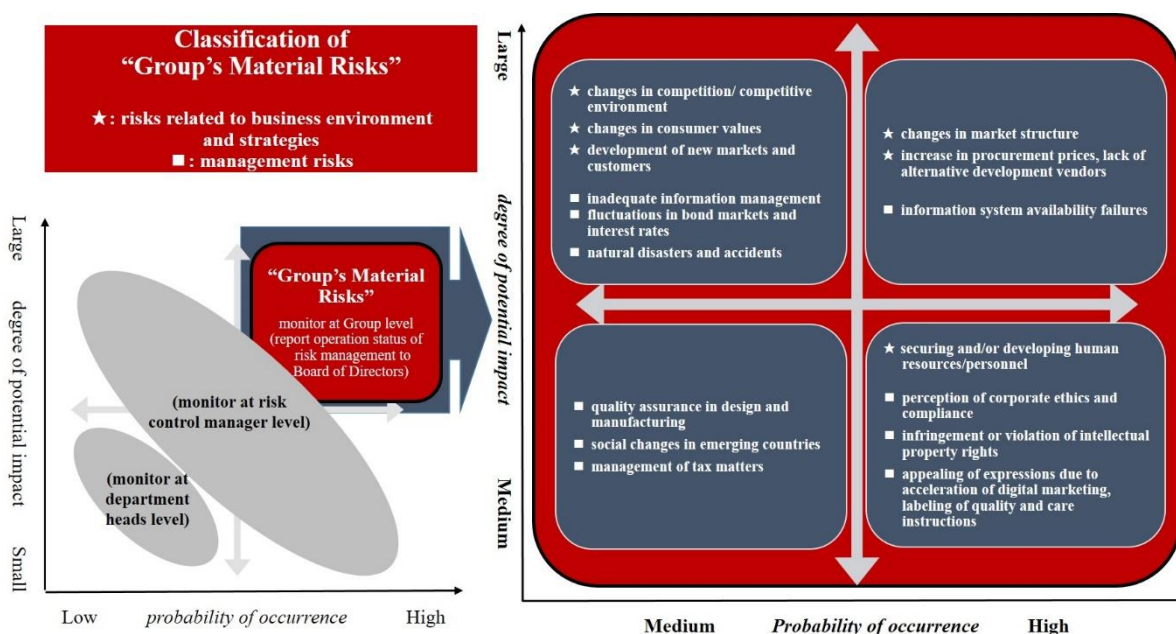 Classification of
“Group’s Material Risks”
★: risks related to business environment
and strategies
■: management risks
Large
degree of potential impact
Small
“Group’s Material
Risks”
monitor at Group level
(report operation status of
risk management to
Board of Directors)
(monitor at risk
control manager level)
(monitor at
department
heads level)
Low
probability of occurrence
High
Large
degree of potential impact
Medium
★ changes in competition/ competitive
environment
★ changes in consumer values
★ development of new markets and
customers
■ inadequate information management
■ fluctuations in bond markets and
interest rates
■ natural disasters and accidents
★ changes in market structure
★ increase in procurement prices, lack of
alternative development vendors
■ information system availability failures
■ quality assurance in design and
manufacturing
■ social changes in emerging countries
■ management of tax matters
★ securing and/or developing human
resources/personnel
■ perception of corporate ethics and
compliance
■ infringement or violation of intellectual
property rights
■ appealing of expressions due to
acceleration of digital marketing,
labeling of quality and care
instructions
Medium
Probability of occurrence
High